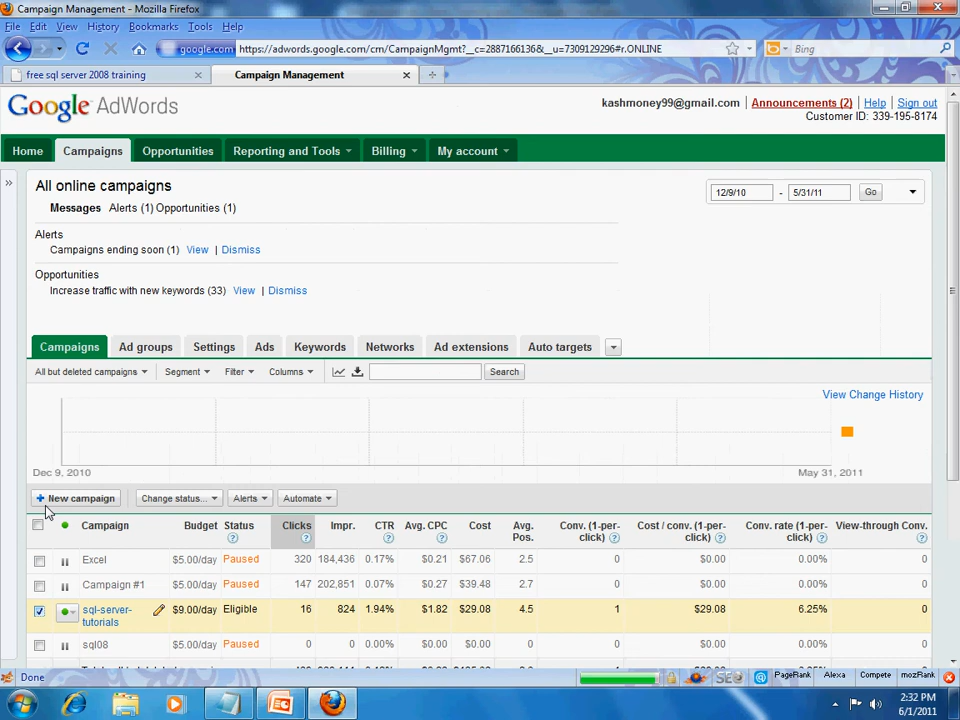 Campaign Management - Mozilla Firefox
File Edit View History Bookmarks Tools Help
google.com https://adwords.google.com/cm/CampaignMgmt?__c=2887166136&__u=7309129296#r.ONLINE Bing
free sql server 2008 training Campaign Management
Google AdWords
kashmoney99@gmail.com Announcements (2) Help Sign out
Customer ID: 339-195-8174
Home Campaigns Opportunities Reporting and Tools Billing My account
All online campaigns
12/9/10 - 5/31/11 Go
Messages Alerts (1) Opportunities (1)
Alerts
Campaigns ending soon (1) View | Dismiss
Opportunities
Increase traffic with new keywords (33) View | Dismiss
Campaigns Ad groups Settings Ads Keywords Networks Ad extensions Auto targets
All but deleted campaigns Segment Filter Columns Search
View Change History
Dec 9, 2010 May 31, 2011
New campaign Change status... Alerts Automate
Campaign Budget Status Clicks Impr. CTR Avg. CPC Cost Avg. Pos. Conv. (1-per-click) Cost / conv. (1-per-click) Conv. rate (1-per-click) View-through Conv.
Excel $5.00/day Paused 320 184,436 0.17% $0.21 $67.06 2.5 0 $0.00 0.00% 0
Campaign #1 $5.00/day Paused 147 202,851 0.07% $0.27 $39.48 2.7 0 $0.00 0.00% 0
sql-server-tutorials $9.00/day Eligible 16 824 1.94% $1.82 $29.08 4.5 1 $29.08 6.25% 0
sql08 $5.00/day Paused 0 0 0.00% $0.00 $0.00 0 0 $0.00 0.00% 0
Done PageRank Alexa Compete mozRank
2:32 PM
6/1/2011